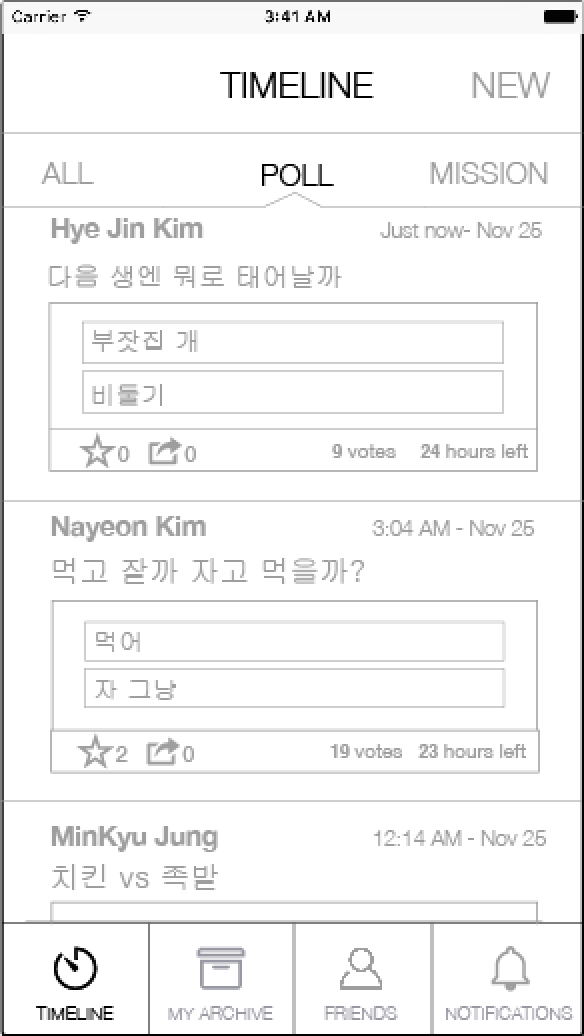 Carrier 3:41 AM
TIMELINE NEW
ALL POLL MISSION
Hye Jin Kim Just now- Nov 25
다음 생엔 뭐로 태어날까
부잣집 개
비둘기
0 0 9 votes 24 hours left
Nayeon Kim 3:04 AM - Nov 25
먹고 잘까 자고 먹을까?
먹어
자 그냥
2 0 19 votes 23 hours left
MinKyu Jung 12:14 AM - Nov 25
치킨 vs 족발
TIMELINE MY ARCHIVE FRIENDS NOTIFICATIONS